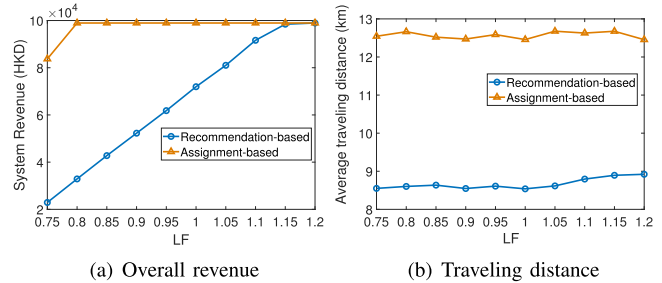 ×10⁴
10
8
6
4
2
System Revenue (HKD)
Recommendation-based
Assignment-based
0.75 0.8 0.85 0.9 0.95 1 1.05 1.1 1.15 1.2
LF
(a) Overall revenue
13
12
11
10
9
8
Average traveling distance (km)
Recommendation-based
Assignment-based
0.75 0.8 0.85 0.9 0.95 1 1.05 1.1 1.15 1.2
LF
(b) Traveling distance